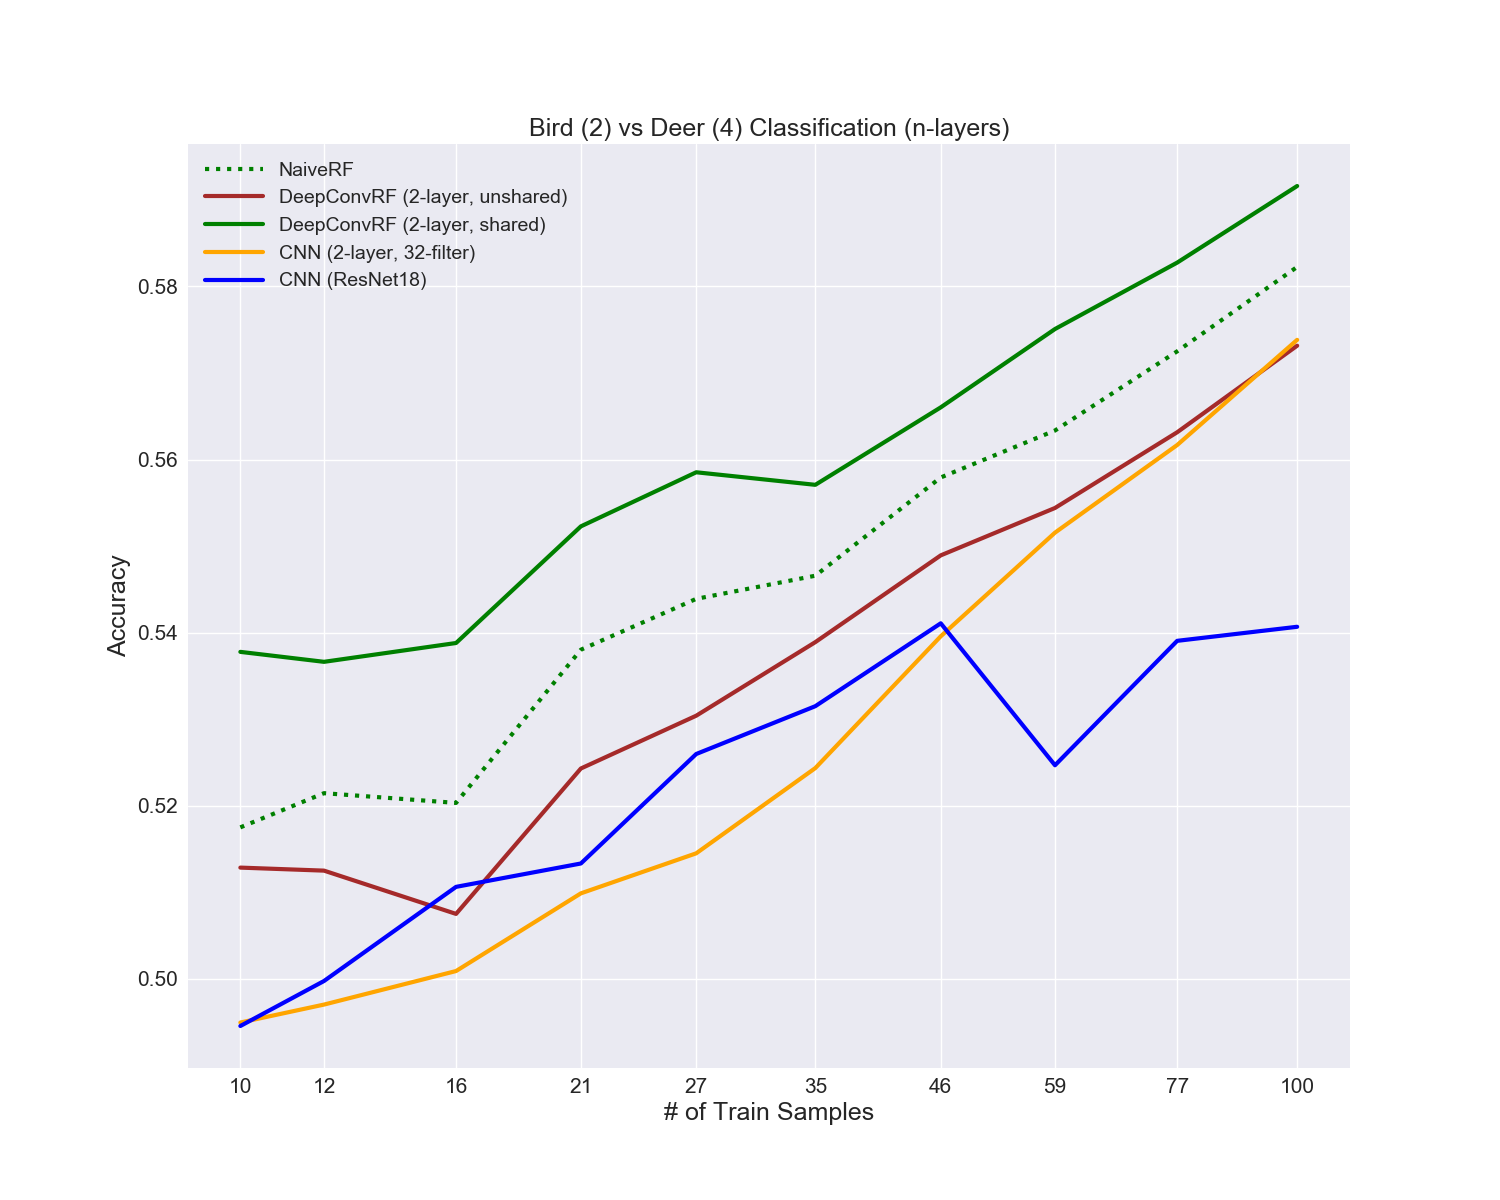 Bird (2) vs Deer (4) Classification (n-layers)
NaiveRF
DeepConvRF (2-layer, unshared)
DeepConvRF (2-layer, shared)
CNN (2-layer, 32-filter)
CNN (ResNet18)
0.58
0.56
0.54
0.52
0.50
Accuracy
10 12 16 21 27 35 46 59 77 100
# of Train Samples